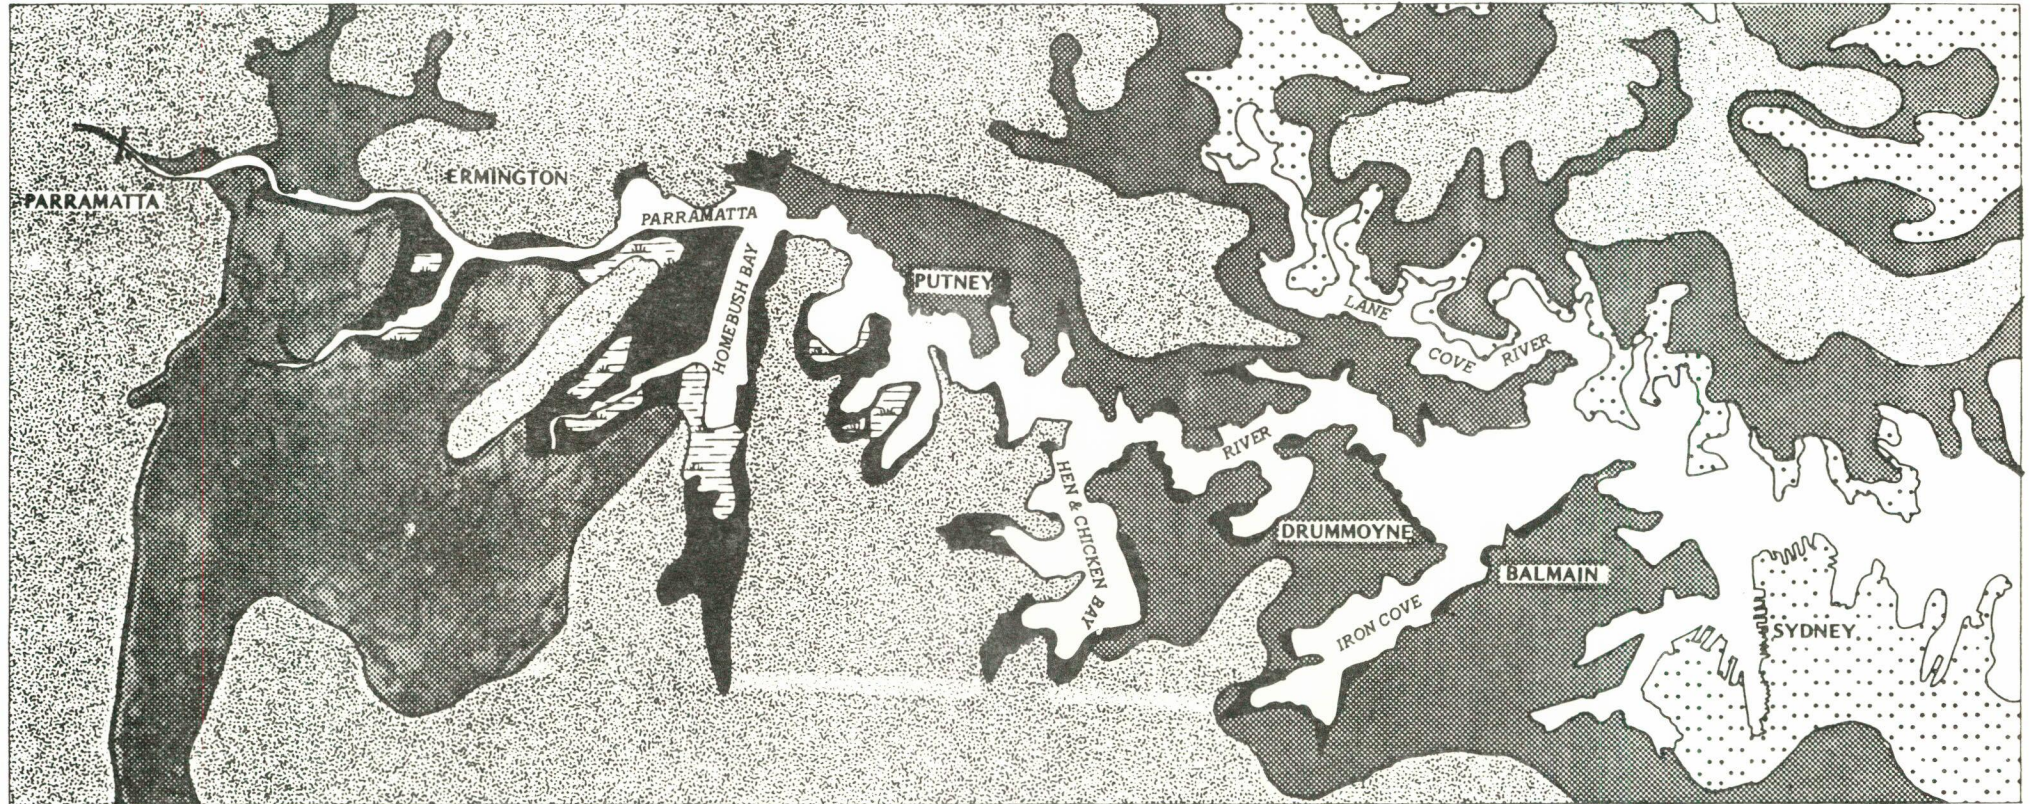 ERMINGTON
PARRAMATTA
PARRAMATTA
HOMEBUSH BAY
PUTNEY
LANE
COVE RIVER
RIVER
HEN & CHICKEN BAY
DRUMMOYNE
BALMAIN
IRON COVE
SYDNEY